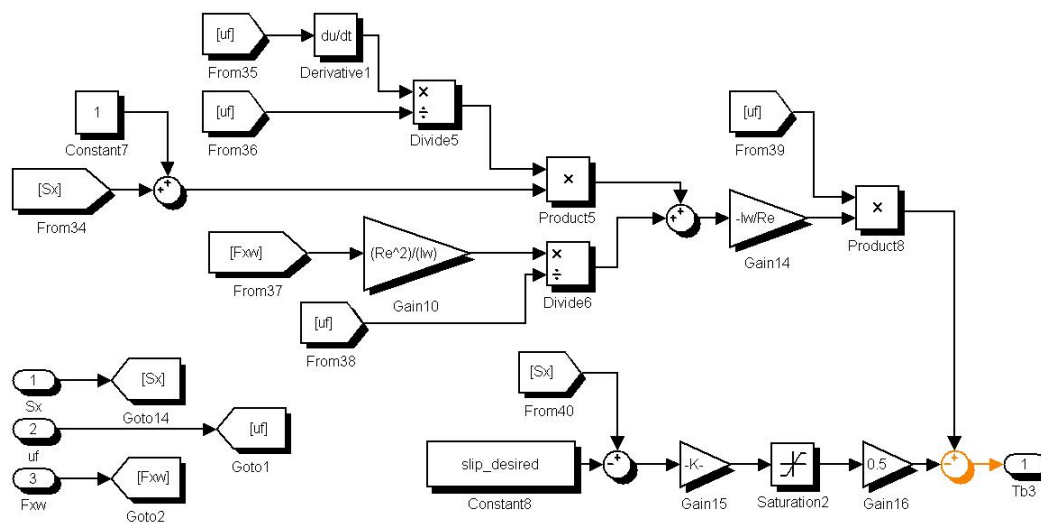 [uf]
From35
du/dt
Derivative1
[uf]
From36
×
÷
Divide5
1
Constant7
[Sx]
From34
+
+
×
Product5
[Fxw]
From37
(Re^2)/(Iw)
Gain10
×
÷
Divide6
[uf]
From38
+
+
-Iw/Re
Gain14
[uf]
From39
×
Product8
1
Sx
[Sx]
Goto14
2
uf
[uf]
Goto1
3
Fxw
[Fxw]
Goto2
[Sx]
From40
slip_desired
Constant8
-
+
-K-
Gain15
Saturation2
0.5
Gain16
-
+
1
Tb3